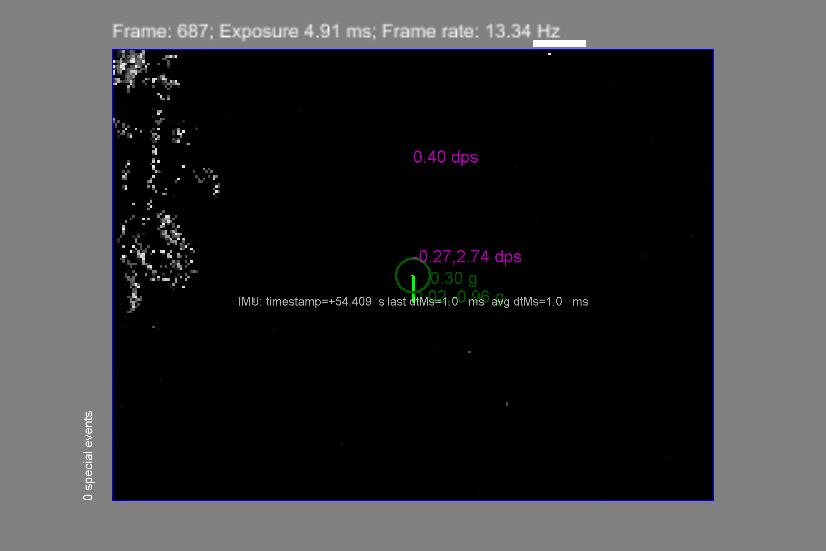 Frame: 687; Exposure 4.91 ms; Frame rate: 13.34 Hz
0.40 dps
-0.27,2.74 dps
0.30 g
0.96 g
IMU: timestamp=+54.409 s last dtMs=1.0 ms avg dtMs=1.0 ms
0 special events